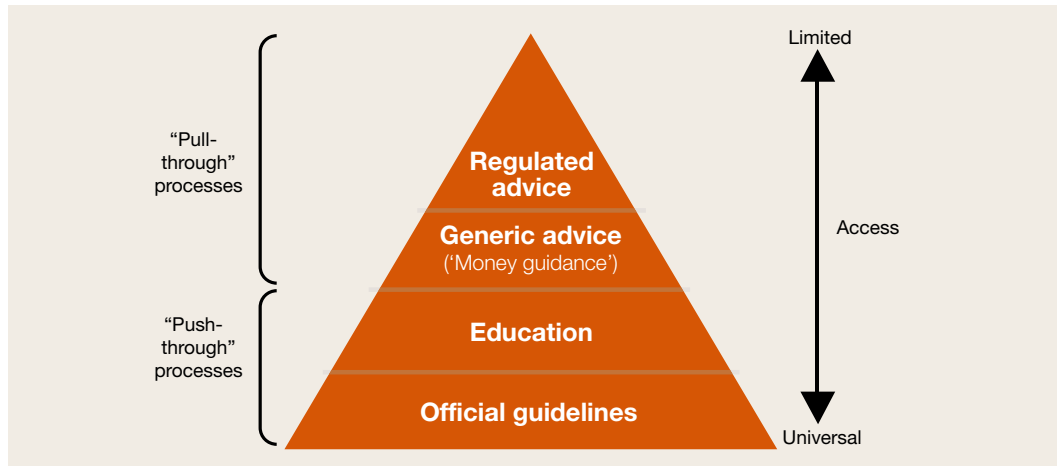 Limited
“Pull-
through”
processes
Regulated
advice
Generic advice
(‘Money guidance’)
Access
“Push-
through”
processes
Education
Official guidelines
Universal